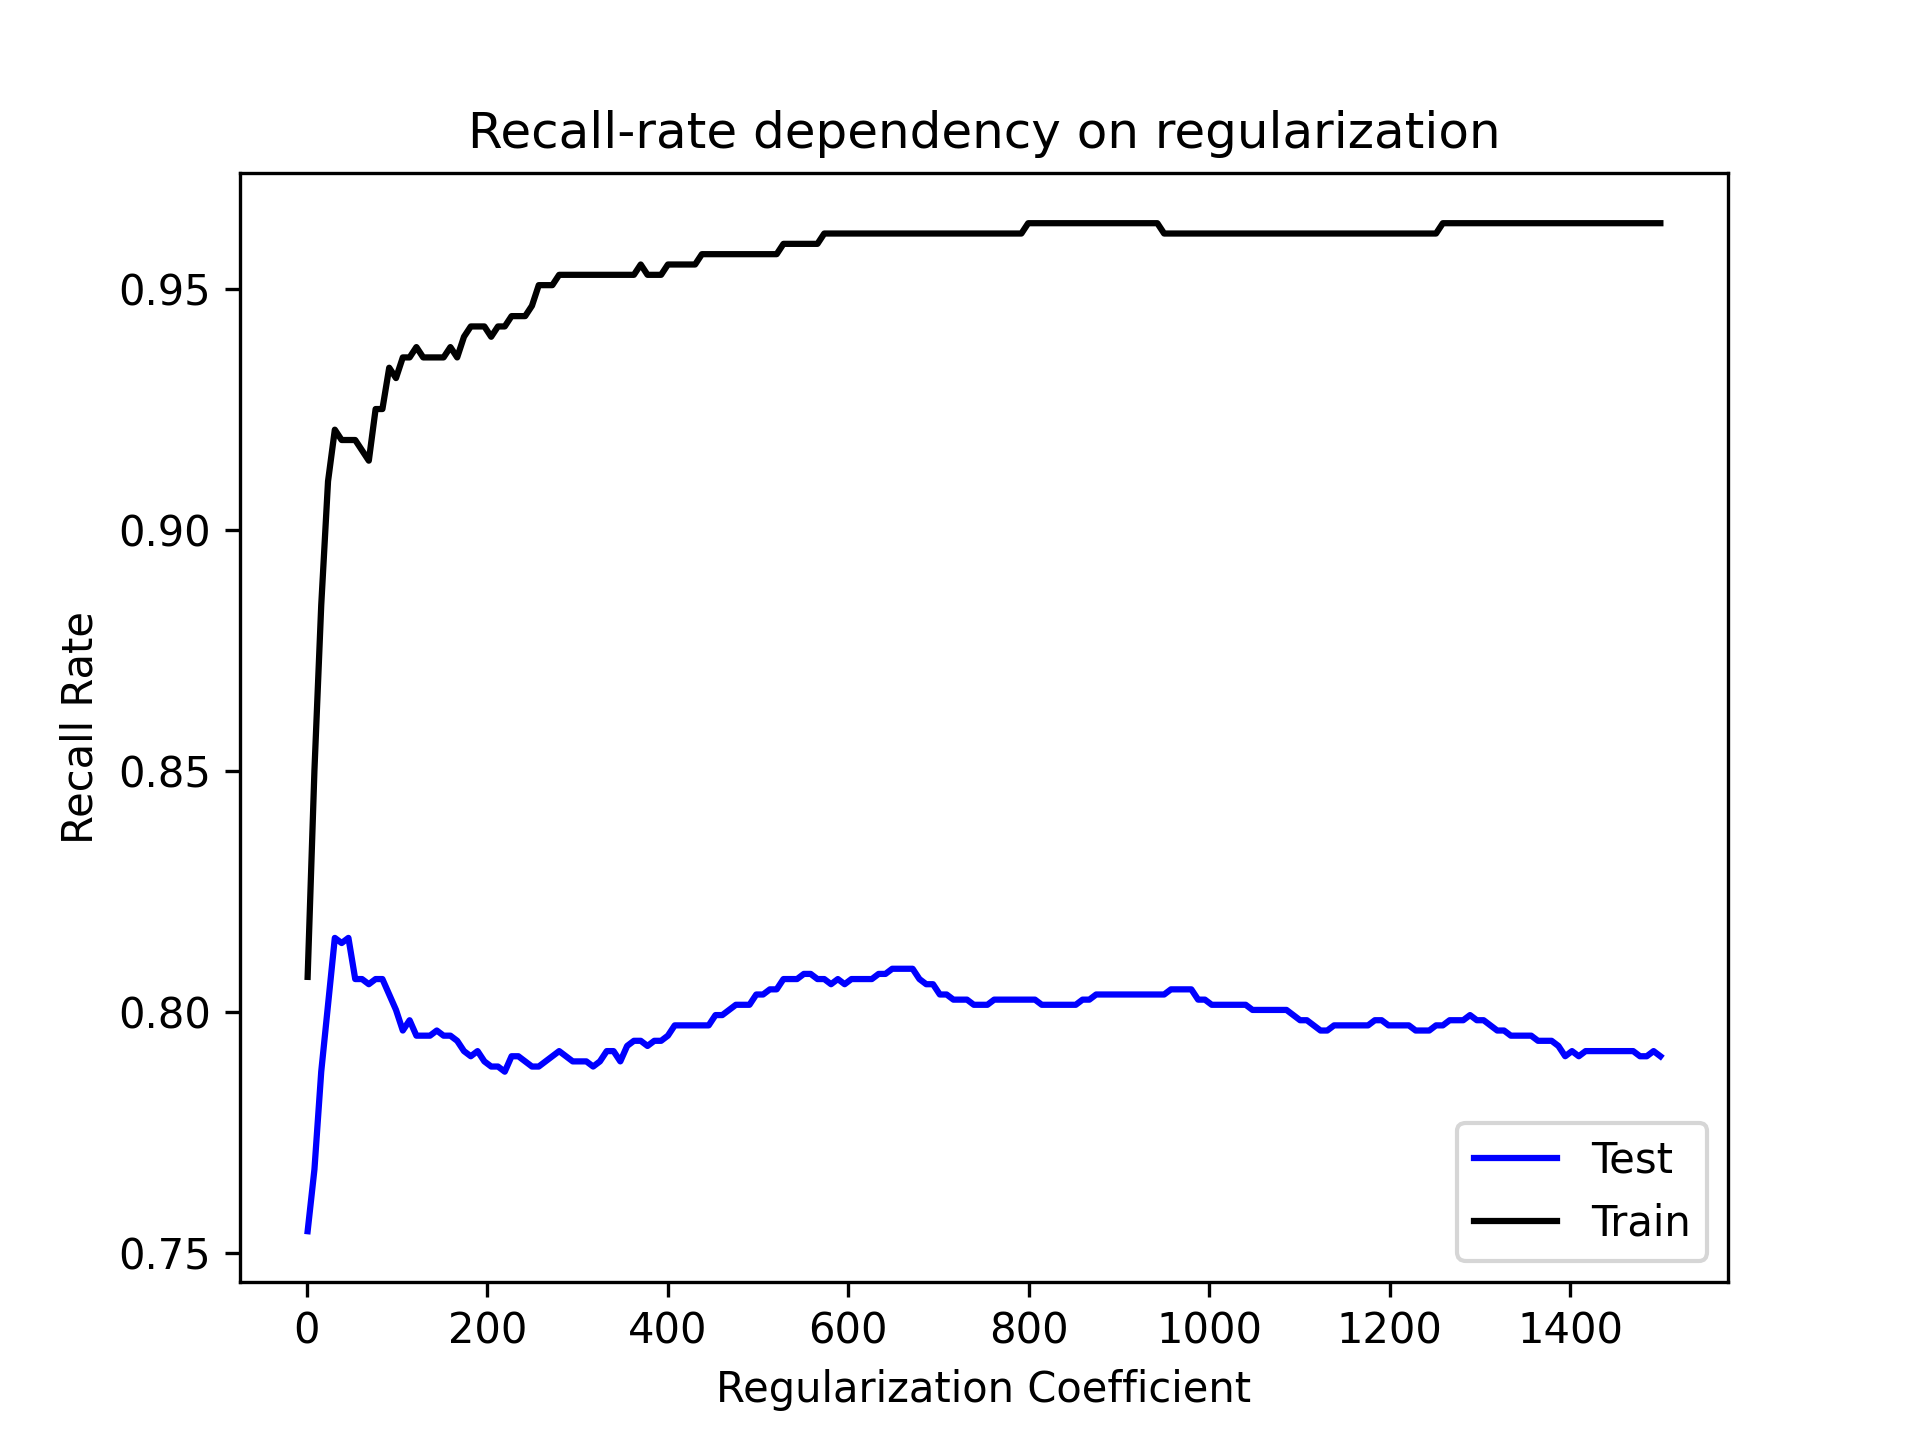 Recall-rate dependency on regularization
0.95
0.90
0.85
0.80
0.75
Recall Rate
Test
Train
0 200 400 600 800 1000 1200 1400
Regularization Coefficient